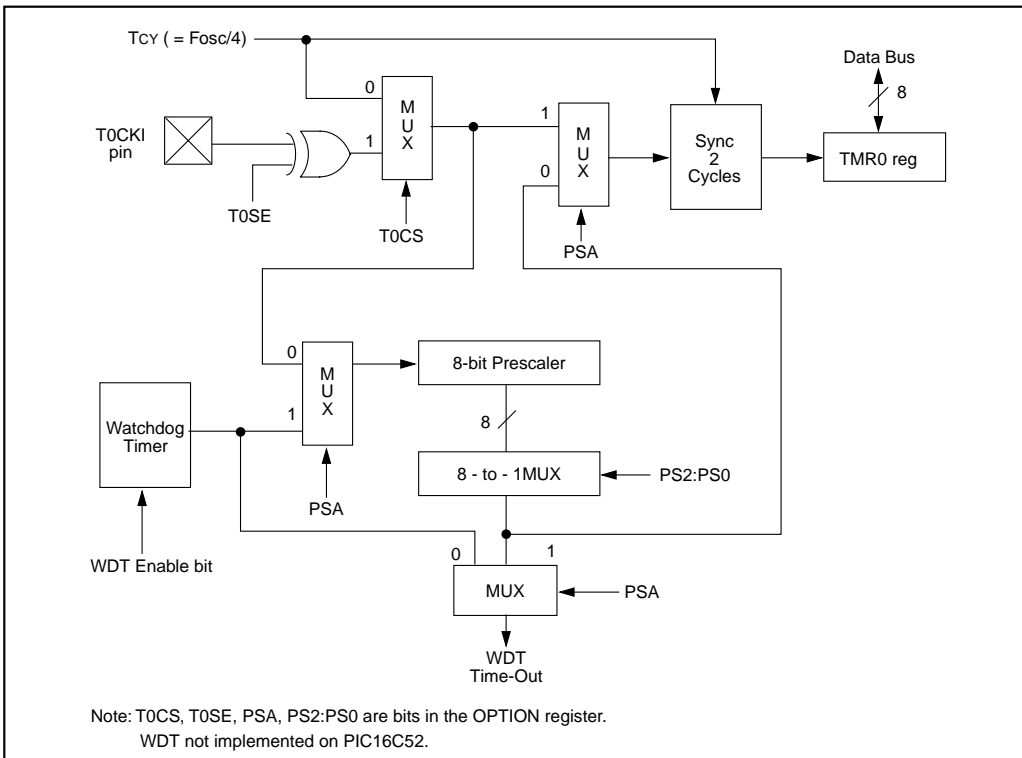 TCY ( = Fosc/4)
Data Bus
0
8
M
U
X
1
M
U
X
T0CKI
pin
1
Sync
2
Cycles
TMR0 reg
0
T0SE
T0CS
PSA
0
M
U
X
8-bit Prescaler
1
8
Watchdog
Timer
8 - to - 1MUX
PS2:PS0
PSA
WDT Enable bit
0
1
MUX
PSA
WDT
Time-Out
Note: T0CS, T0SE, PSA, PS2:PS0 are bits in the OPTION register.
WDT not implemented on PIC16C52.